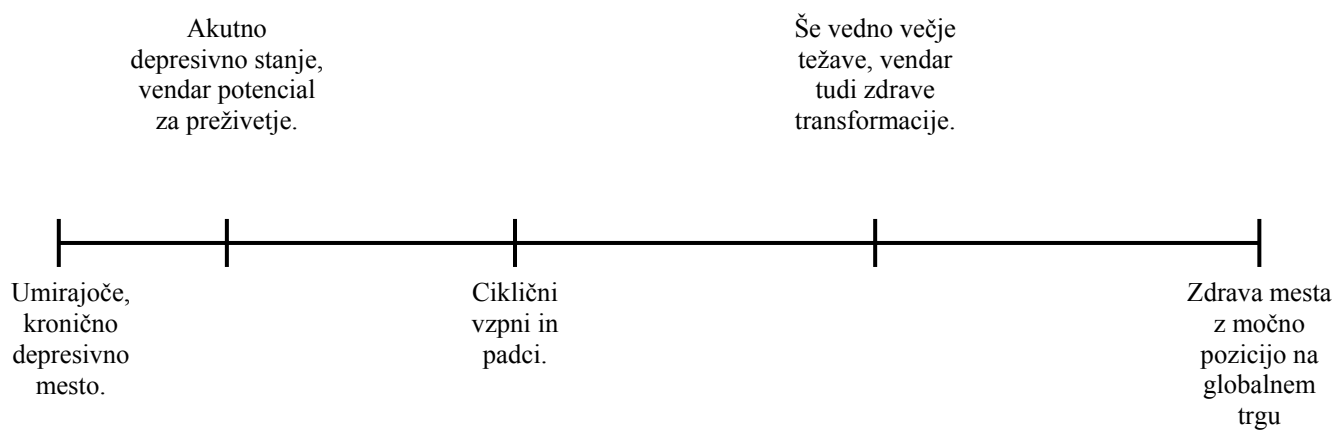 Akutno
depresivno stanje,
vendar potencial
za preživetje.
Še vedno večje
težave, vendar
tudi zdrave
transformacije.
Umirajoče,
kronično
depresivno
mesto.
Ciklični
vzpni in
padci.
Zdrava mesta
z močno
pozicijo na
globalnem
trgu